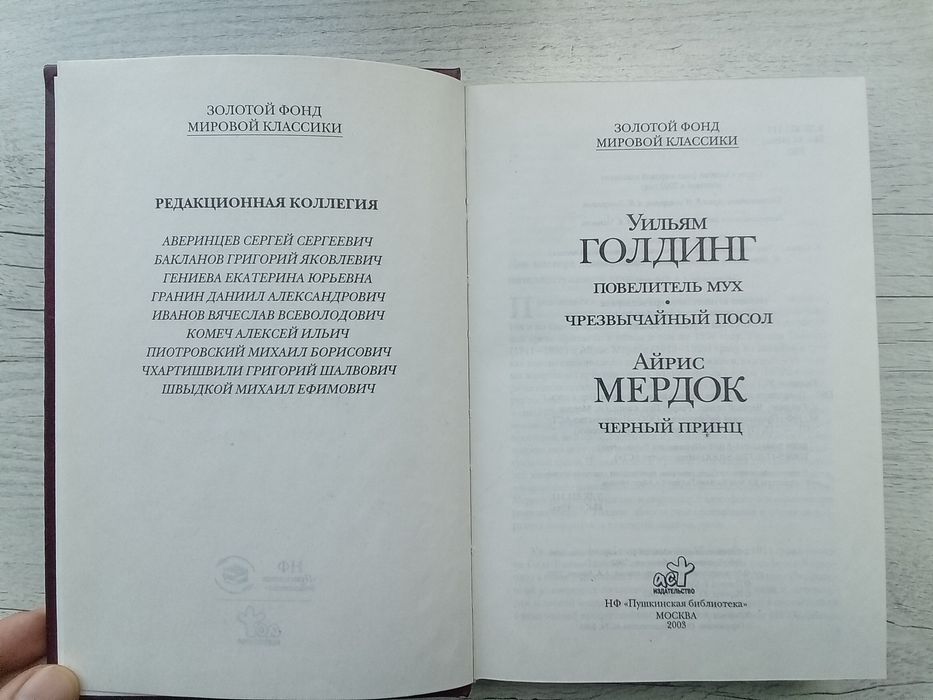 ЗОЛОТОЙ ФОНД
МИРОВОЙ КЛАССИКИ
РЕДАКЦИОННАЯ КОЛЛЕГИЯ
АВЕРИНЦЕВ СЕРГЕЙ СЕРГЕЕВИЧ
БАКЛАНОВ ГРИГОРИЙ ЯКОВЛЕВИЧ
ГЕНИЕВА ЕКАТЕРИНА ЮРЬЕВНА
ГРАНИН ДАНИИЛ АЛЕКСАНДРОВИЧ
ИВАНОВ ВЯЧЕСЛАВ ВСЕВОЛОДОВИЧ
КОМЕЧ АЛЕКСЕЙ ИЛЬИЧ
ПИОТРОВСКИЙ МИХАИЛ БОРИСОВИЧ
ЧХАРТИШВИЛИ ГРИГОРИЙ ШАЛВОВИЧ
ШВЫДКОЙ МИХАИЛ ЕФИМОВИЧ
ЗОЛОТОЙ ФОНД
МИРОВОЙ КЛАССИКИ
Уильям
ГОЛДИНГ
ПОВЕЛИТЕЛЬ МУХ
•
ЧРЕЗВЫЧАЙНЫЙ ПОСОЛ
Айрис
МЕРДОК
ЧЕРНЫЙ ПРИНЦ
аст
ИЗДАТЕЛЬСТВО
НФ «Пушкинская библиотека»
МОСКВА
2003